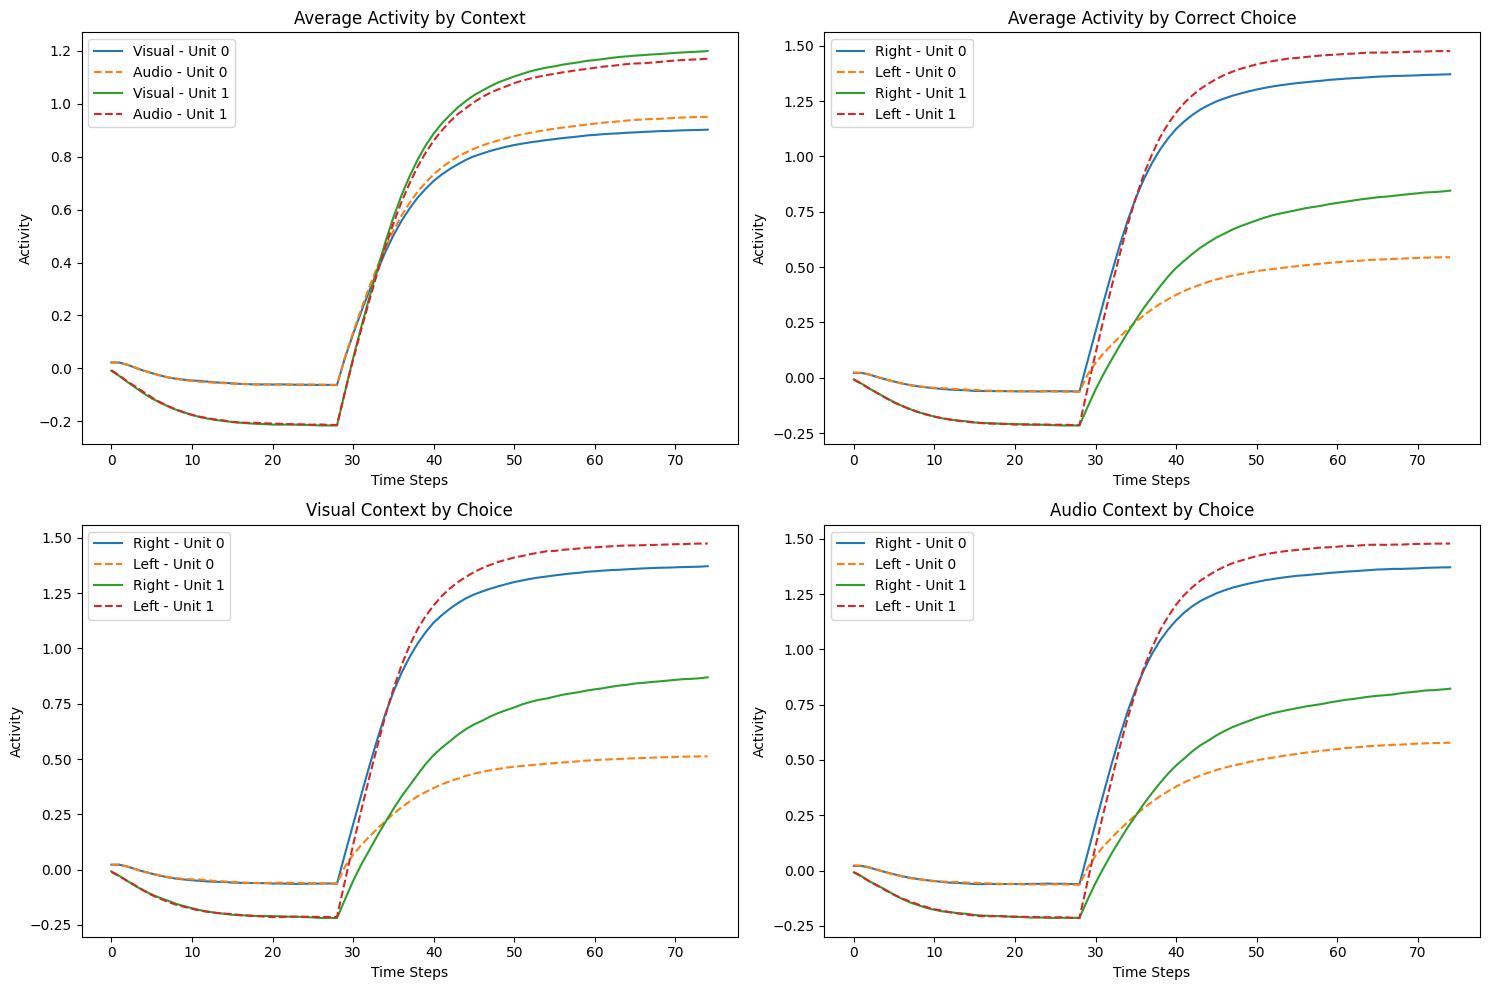 Average Activity by Context
Visual - Unit 0
Audio - Unit 0
Visual - Unit 1
Audio - Unit 1
1.2
1.0
0.8
0.6
0.4
0.2
0.0
−0.2
Activity
0 10 20 30 40 50 60 70
Time Steps
Average Activity by Correct Choice
Right - Unit 0
Left - Unit 0
Right - Unit 1
Left - Unit 1
1.50
1.25
1.00
0.75
0.50
0.25
0.00
−0.25
Activity
0 10 20 30 40 50 60 70
Time Steps
Visual Context by Choice
Right - Unit 0
Left - Unit 0
Right - Unit 1
Left - Unit 1
1.50
1.25
1.00
0.75
0.50
0.25
0.00
−0.25
Activity
0 10 20 30 40 50 60 70
Time Steps
Audio Context by Choice
Right - Unit 0
Left - Unit 0
Right - Unit 1
Left - Unit 1
1.50
1.25
1.00
0.75
0.50
0.25
0.00
−0.25
Activity
0 10 20 30 40 50 60 70
Time Steps